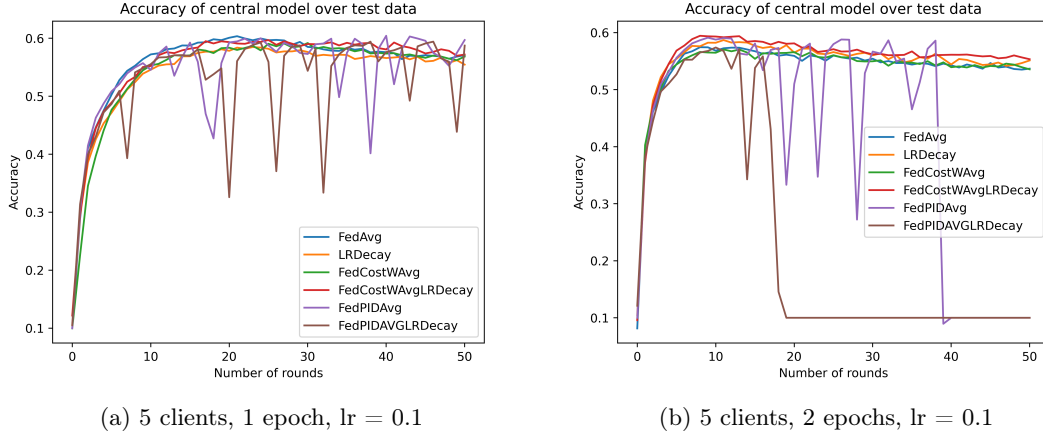 Accuracy of central model over test data
0.6
0.5
0.4
0.3
0.2
0.1
Accuracy
FedAvg
LRDecay
FedCostWAvg
FedCostWAvgLRDecay
FedPIDAvg
FedPIDAVGLRDecay
0 10 20 30 40 50
Number of rounds
(a) 5 clients, 1 epoch, lr = 0.1
Accuracy of central model over test data
0.6
0.5
0.4
0.3
0.2
0.1
Accuracy
FedAvg
LRDecay
FedCostWAvg
FedCostWAvgLRDecay
FedPIDAvg
FedPIDAVGLRDecay
0 10 20 30 40 50
Number of rounds
(b) 5 clients, 2 epochs, lr = 0.1